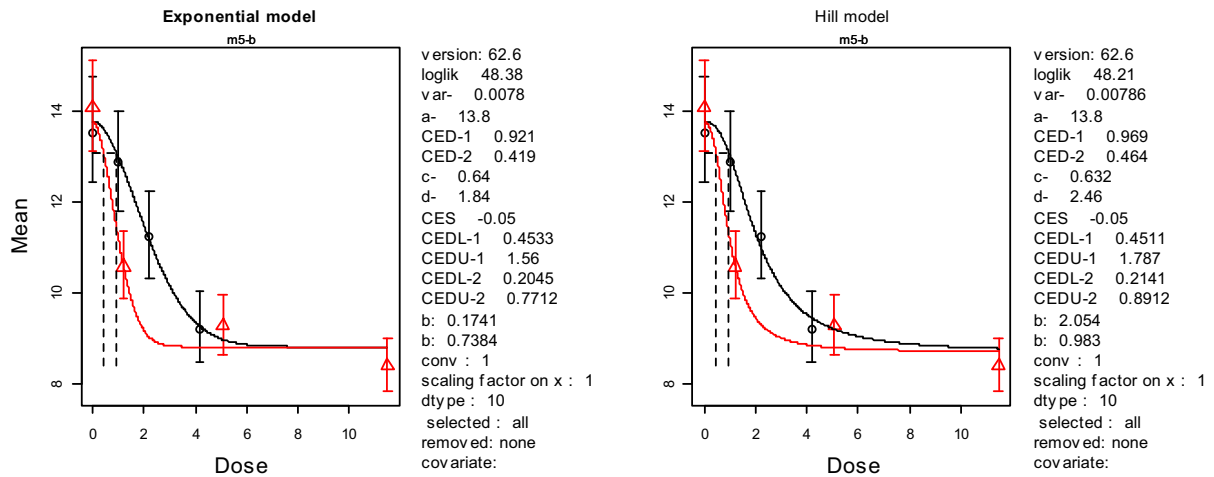 Exponential model
m5-b
14
12
10
8
Mean
0 2 4 6 8 10
Dose
version: 62.6
loglik 48.38
var- 0.0078
a- 13.8
CED-1 0.921
CED-2 0.419
c- 0.64
d- 1.84
CES -0.05
CEDL-1 0.4533
CEDU-1 1.56
CEDL-2 0.2045
CEDU-2 0.7712
b: 0.1741
b: 0.7384
conv : 1
scaling factor on x : 1
dtype : 10
selected : all
removed: none
covariate:
Hill model
m5-b
14
12
10
8
0 2 4 6 8 10
Dose
version: 62.6
loglik 48.21
var- 0.00786
a- 13.8
CED-1 0.969
CED-2 0.464
c- 0.632
d- 2.46
CES -0.05
CEDL-1 0.4511
CEDU-1 1.787
CEDL-2 0.2141
CEDU-2 0.8912
b: 2.054
b: 0.983
conv : 1
scaling factor on x : 1
dtype : 10
selected : all
removed: none
covariate: